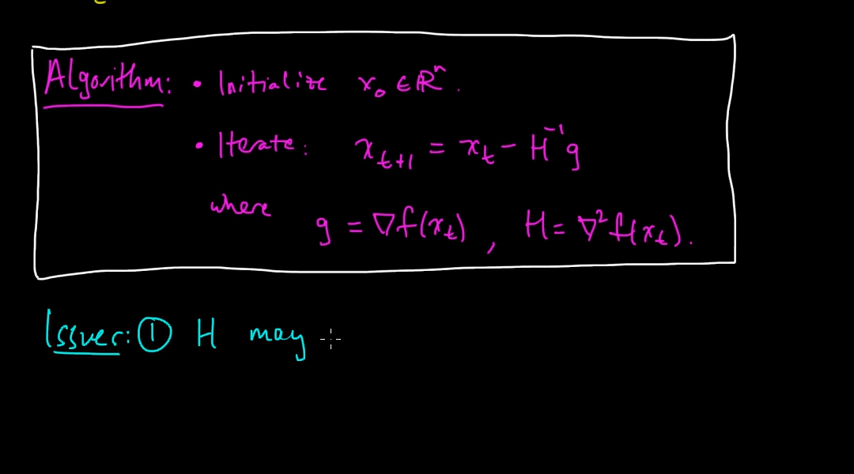 Algorithm: • Initialize x₀ ∈ ℝⁿ.
• Iterate: xₜ₊₁ = xₜ − H⁻¹g
where g = ∇f(xₜ), H = ∇²f(xₜ).
Issues: ① H may